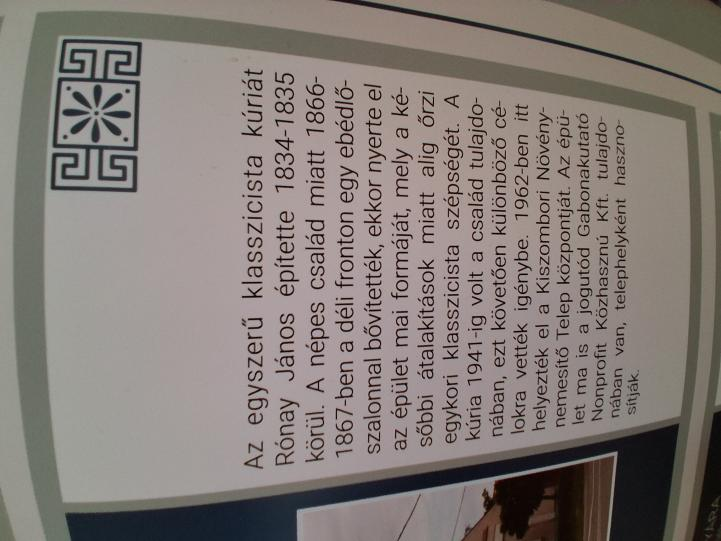 Az egyszerű klasszicista kúriát
Rónay János építtette 1834-1835
körül. A népes család miatt 1866-
1867-ben a déli fronton egy ebédlő-
szalonnal bővítették, ekkor nyerte el
az épület mai formáját, mely a ké-
sőbbi átalakítások miatt alig őrzi
egykori klasszicista szépségét. A
kúria 1941-ig volt a család tulajdo-
nában, ezt követően különböző cé-
lokra vették igénybe. 1962-ben itt
helyezték el a Kiszombori Növény-
nemesítő Telep központját. Az épü-
let ma is a jogutód Gabonakutató
Nonprofit Közhasznú Kft. tulajdo-
nában van, telephelyként haszno-
sítják.